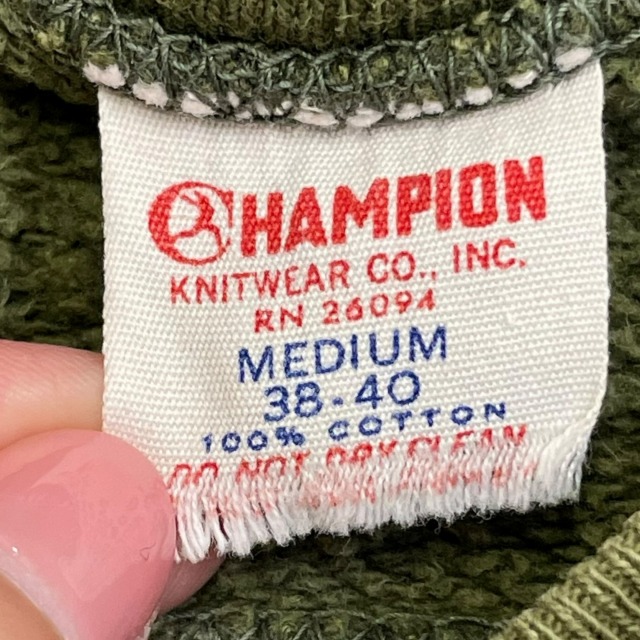 CHAMPION
KNITWEAR CO., INC.
RN 26094
MEDIUM
38-40
100% COTTON
DO NOT DRY CLEAN